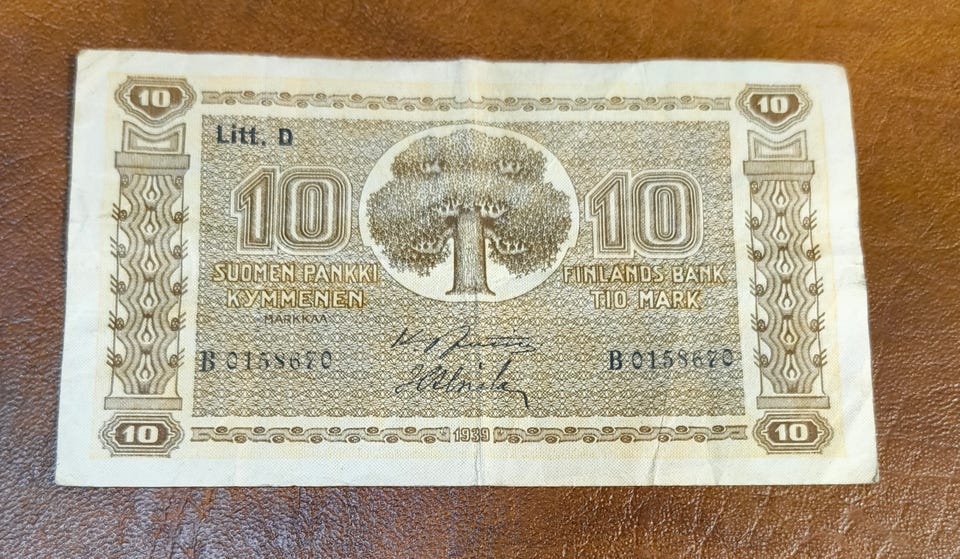 10 10
Litt. D
10 10
SUOMEN PANKKI FINLANDS BANK
KYMMENEN TIO MARK
MARKKAA
B 0158670 B 0158670
10 1939 10